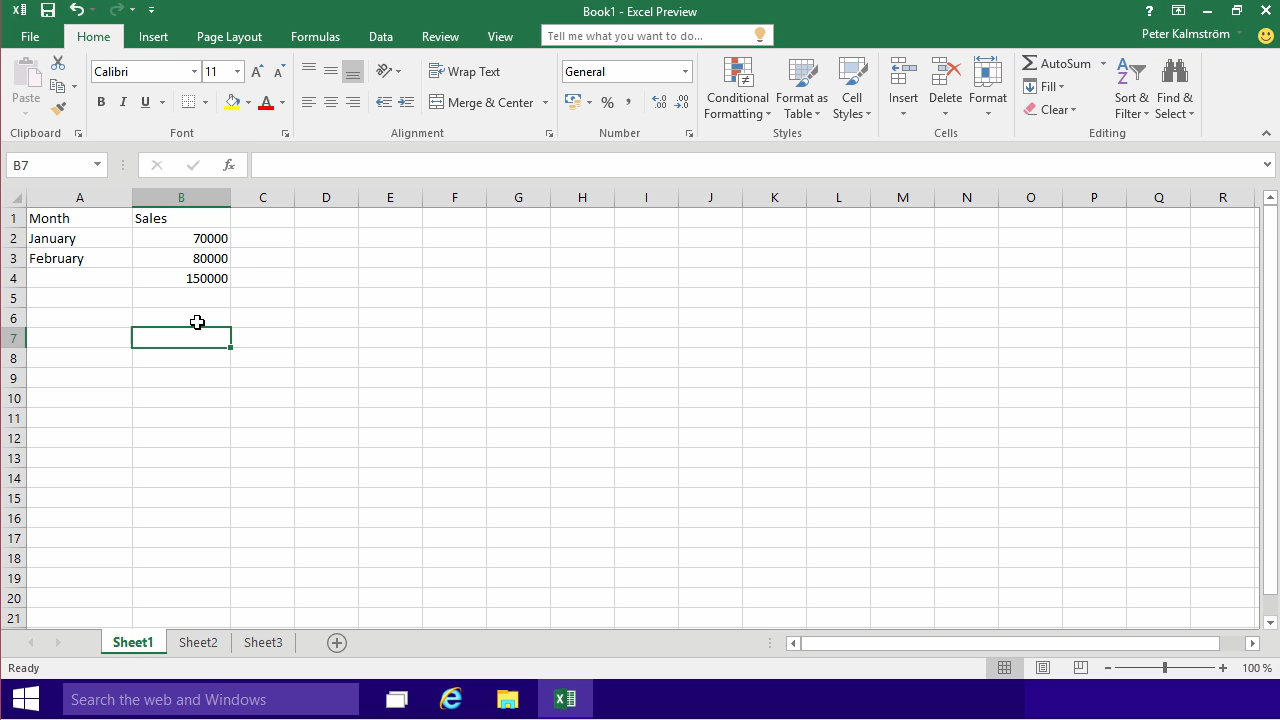 Book1 - Excel Preview
?
File Home Insert Page Layout Formulas Data Review View Tell me what you want to do... Peter Kalmström
Paste Calibri 11 A A Wrap Text General Conditional Formatting Format as Table Cell Styles Insert Delete Format AutoSum Fill Clear Sort & Filter Find & Select
B I U A Merge & Center % ,
Clipboard Font Alignment Number Styles Cells Editing
B7 fx
A B C D E F G H I J K L M N O P Q R
1 Month Sales
2 January 70000
3 February 80000
4 150000
5
6
7
8
9
10
11
12
13
14
15
16
17
18
19
20
21
Sheet1 Sheet2 Sheet3
Ready 100 %
Search the web and Windows